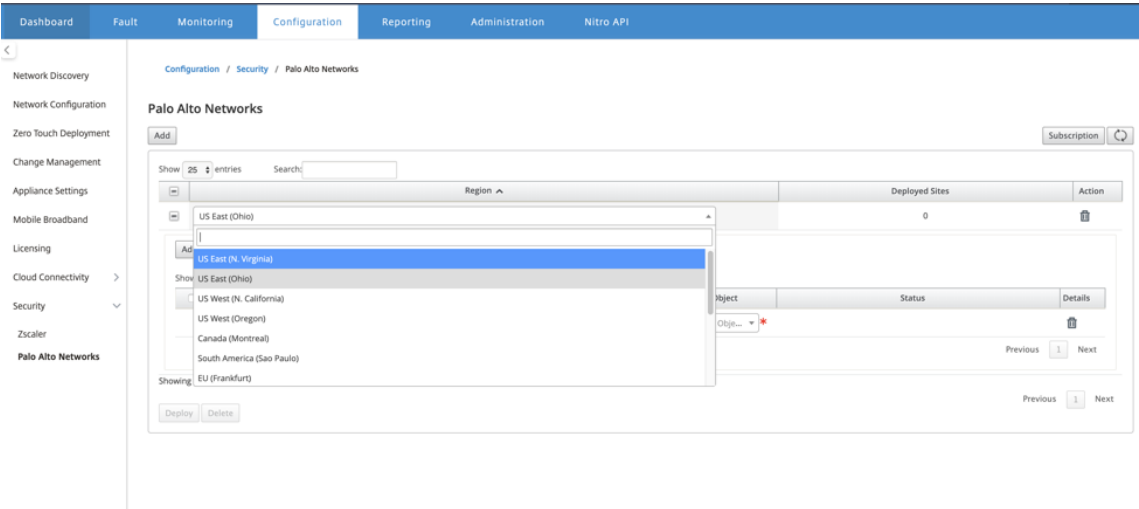 Dashboard Fault Monitoring Configuration Reporting Administration Nitro API
Network Discovery
Network Configuration
Zero Touch Deployment
Change Management
Appliance Settings
Mobile Broadband
Licensing
Cloud Connectivity
Security
Zscaler
Palo Alto Networks
Configuration / Security / Palo Alto Networks
Palo Alto Networks
Add Subscription
Show 25 entries Search:
Region Deployed Sites Action
US East (Ohio) 0
Ad
US East (N. Virginia)
Show US East (Ohio)
US West (N. California)
Object Status Details
US West (Oregon)
Obje... *
Canada (Montreal)
South America (Sao Paulo)
Previous 1 Next
EU (Frankfurt)
Showing
Previous 1 Next
Deploy Delete